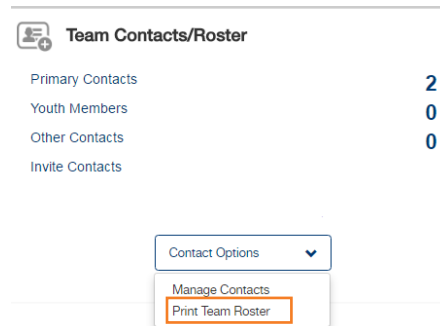 Team Contacts/Roster
Primary Contacts 2
Youth Members 0
Other Contacts 0
Invite Contacts
Contact Options
Manage Contacts
Print Team Roster